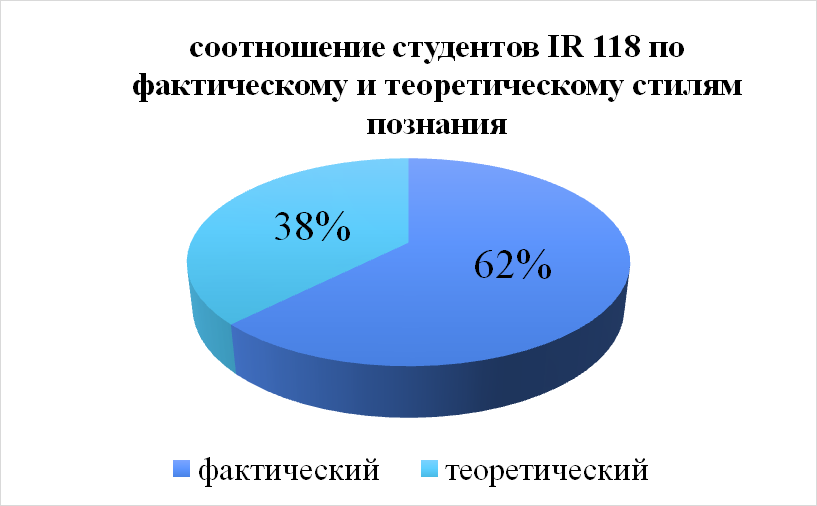 соотношение студентов IR 118 по
фактическому и теоретическому стилям
познания
38%
62%
фактический
теоретический